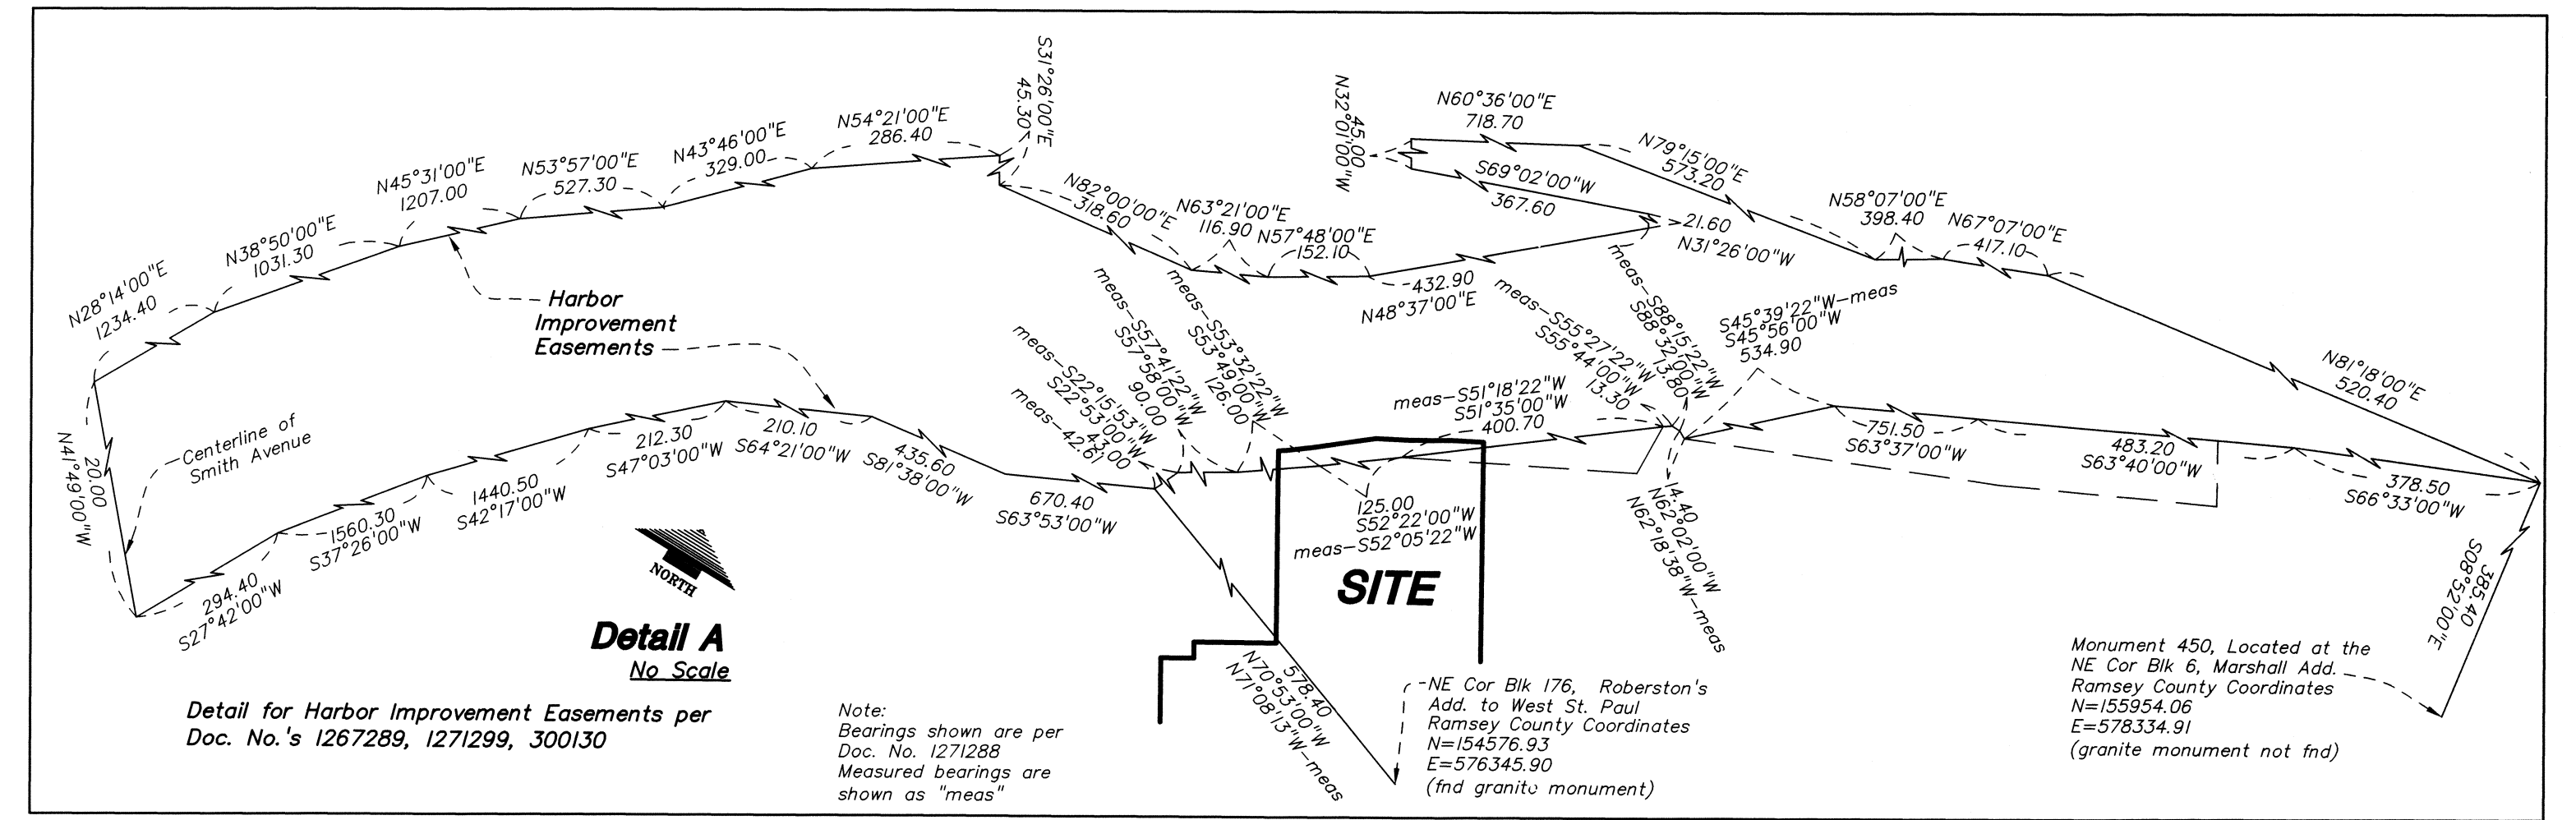 N28°14'00"E
1234.40
N38°50'00"E
1031.30
N45°31'00"E
1207.00
N53°57'00"E
527.30
N43°46'00"E
329.00
N54°21'00"E
286.40
S31°26'00"E
45.30
N82°00'00"E
318.60
N63°21'00"E
116.90
N57°48'00"E
152.10
432.90
N48°37'00"E
21.60
N31°26'00"W
S69°02'00"W
367.60
45.00
N32°01'00"W
N60°36'00"E
718.70
N79°15'00"E
573.20
N58°07'00"E
398.40
N67°07'00"E
417.10
N81°18'00"E
520.40
Harbor
Improvement
Easements
Centerline of
Smith Avenue
20.00
N41°49'00"W
294.40
S27°42'00"W
1560.30
S37°26'00"W
1440.50
S42°17'00"W
212.30
S47°03'00"W
210.10
S64°21'00"W
435.60
S81°38'00"W
670.40
S63°53'00"W
meas-S22°15'53"W
S22°53'00"W
43.00
meas-42.61
meas-S57°41'22"W
S57°58'00"W
90.00
meas-S53°32'22"W
S53°49'00"W
126.00
125.00
S52°22'00"W
meas-S52°05'22"W
meas-S51°18'22"W
S51°35'00"W
400.70
meas-S55°27'22"W
S55°44'00"W
13.30
meas-S88°15'22"W
S88°32'00"W
13.80
14.40
N62°02'00"W
N62°18'38"W-meas
S45°39'22"W-meas
S45°56'00"W
534.90
751.50
S63°37'00"W
483.20
S63°40'00"W
378.50
S66°33'00"W
385.40
S08°52'00"E
NORTH
Detail A
No Scale
SITE
578.40
N70°53'00"W
N71°08'13"W-meas
Detail for Harbor Improvement Easements per
Doc. No.'s 1267289, 1271299, 300130
Note:
Bearings shown are per
Doc. No. 1271288
Measured bearings are
shown as "meas"
NE Cor Blk 176, Roberston's
Add. to West St. Paul
Ramsey County Coordinates
N=154576.93
E=576345.90
(fnd granite monument)
Monument 450, Located at the
NE Cor Blk 6, Marshall Add.
Ramsey County Coordinates
N=155954.06
E=578334.91
(granite monument not fnd)